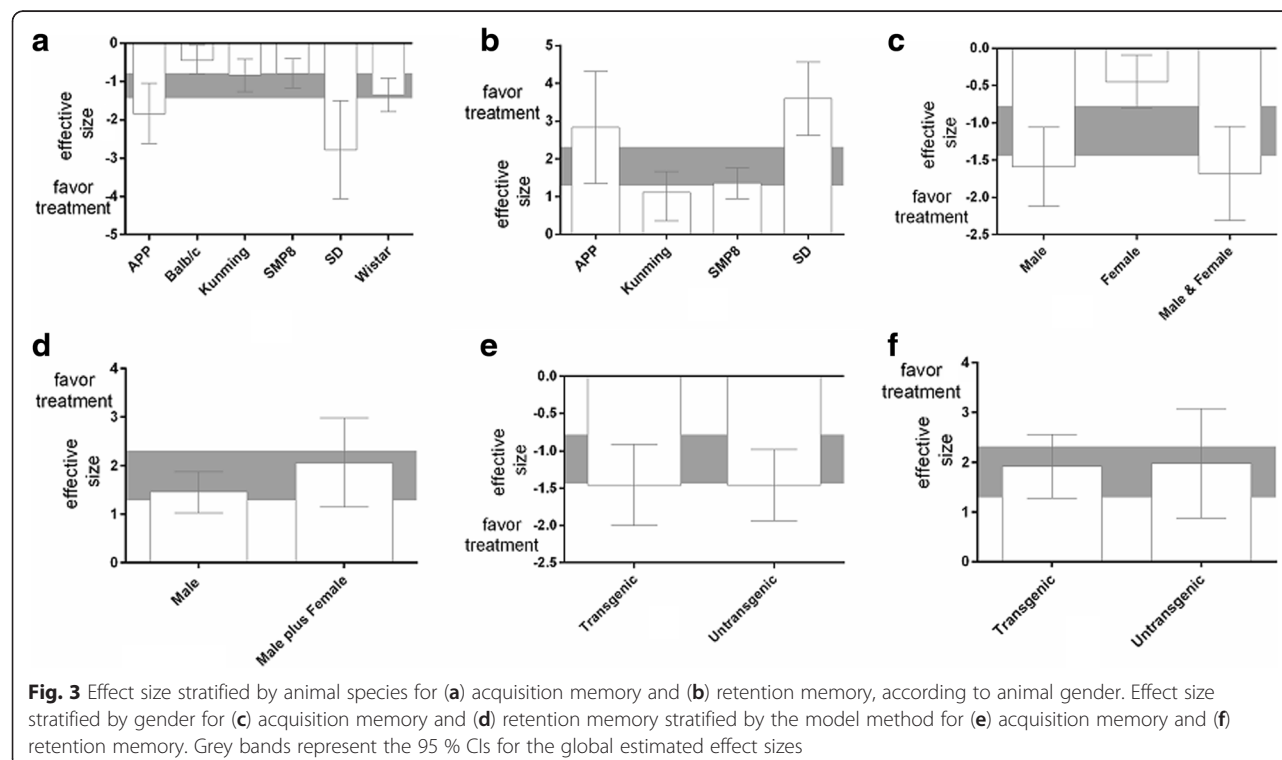 a
0
-1
-2
-3
-4
-5
effective size
favor treatment
APP
Balb/c
Kunming
SMP8
SD
Wistar
b
5
4
3
2
1
0
favor treatment
effective size
APP
Kunming
SMP8
SD
c
0.0
-0.5
-1.0
-1.5
-2.0
-2.5
effective size
favor treatment
Male
Female
Male & Female
d
4
3
2
1
0
favor treatment
effective size
Male
Male plus Female
e
0.0
-0.5
-1.0
-1.5
-2.0
-2.5
effective size
favor treatment
Transgenic
Untransgenic
f
4
3
2
1
0
favor treatment
effective size
Transgenic
Untransgenic
Fig. 3 Effect size stratified by animal species for (a) acquisition memory and (b) retention memory, according to animal gender. Effect size
stratified by gender for (c) acquisition memory and (d) retention memory stratified by the model method for (e) acquisition memory and (f)
retention memory. Grey bands represent the 95 % CIs for the global estimated effect sizes